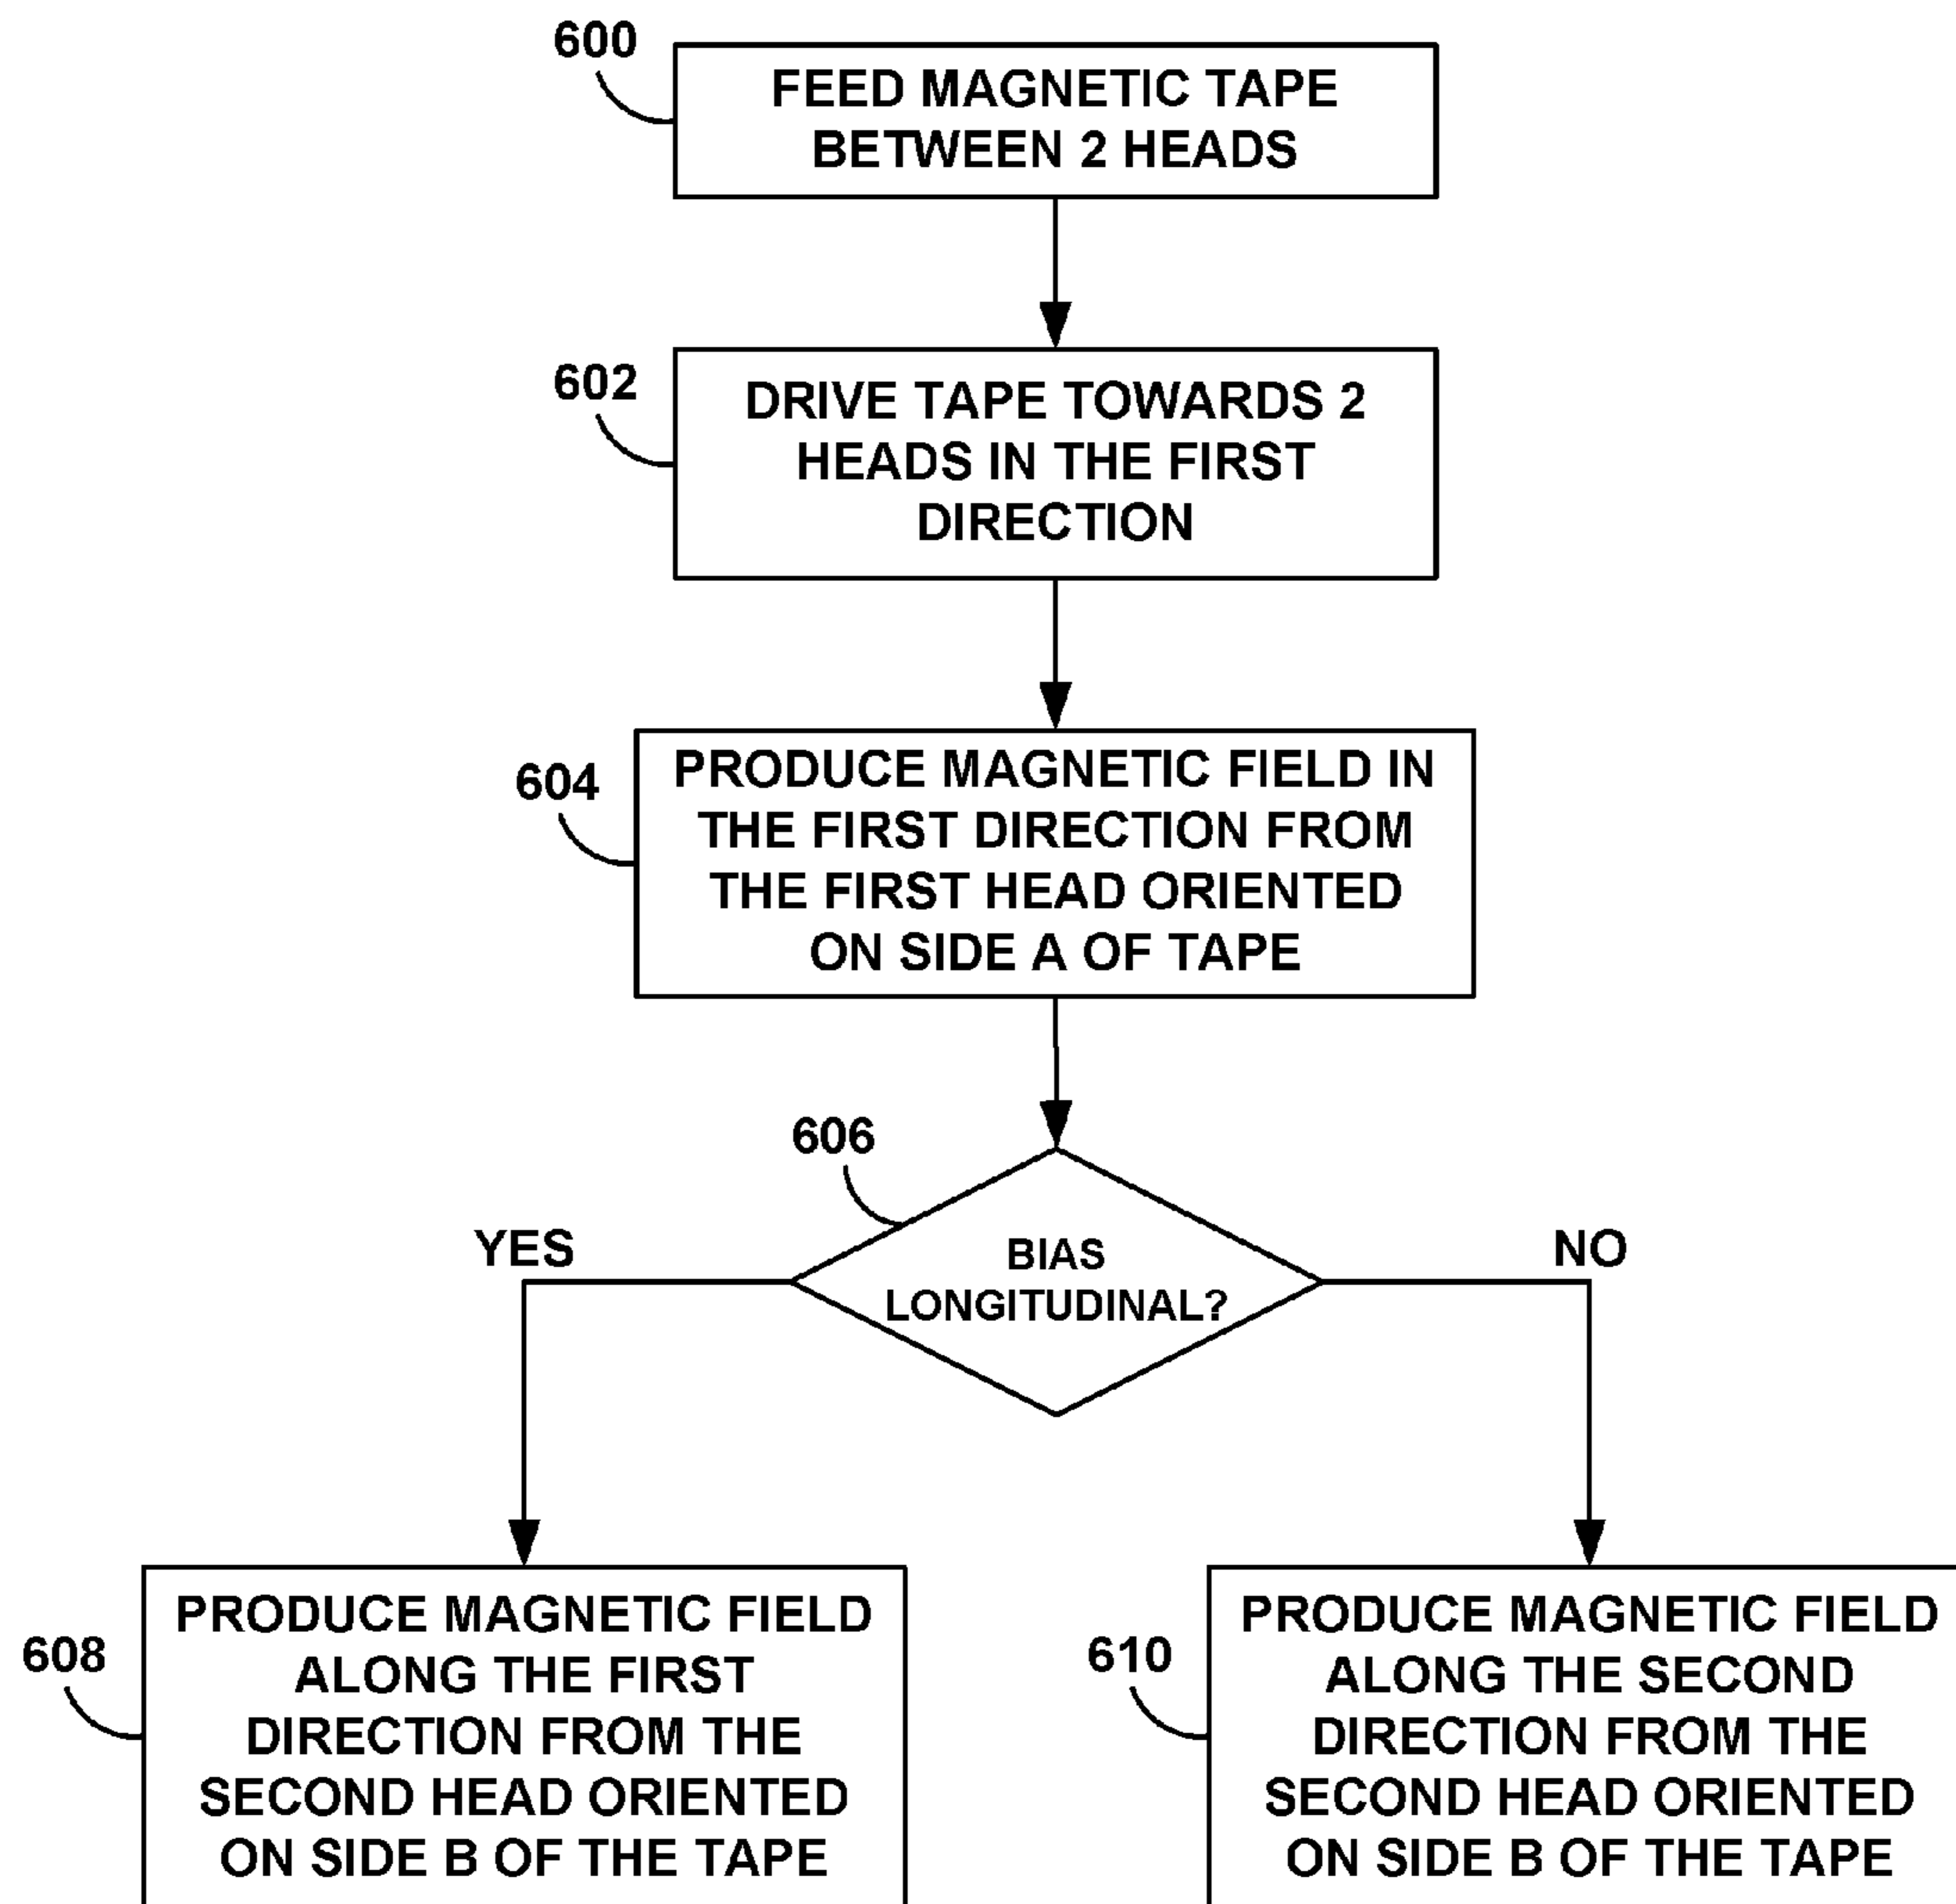 600
FEED MAGNETIC TAPE
BETWEEN 2 HEADS
602
DRIVE TAPE TOWARDS 2
HEADS IN THE FIRST
DIRECTION
604
PRODUCE MAGNETIC FIELD IN
THE FIRST DIRECTION FROM
THE FIRST HEAD ORIENTED
ON SIDE A OF TAPE
606
BIAS
LONGITUDINAL?
YES
NO
608
PRODUCE MAGNETIC FIELD
ALONG THE FIRST
DIRECTION FROM THE
SECOND HEAD ORIENTED
ON SIDE B OF THE TAPE
610
PRODUCE MAGNETIC FIELD
ALONG THE SECOND
DIRECTION FROM THE
SECOND HEAD ORIENTED
ON SIDE B OF THE TAPE